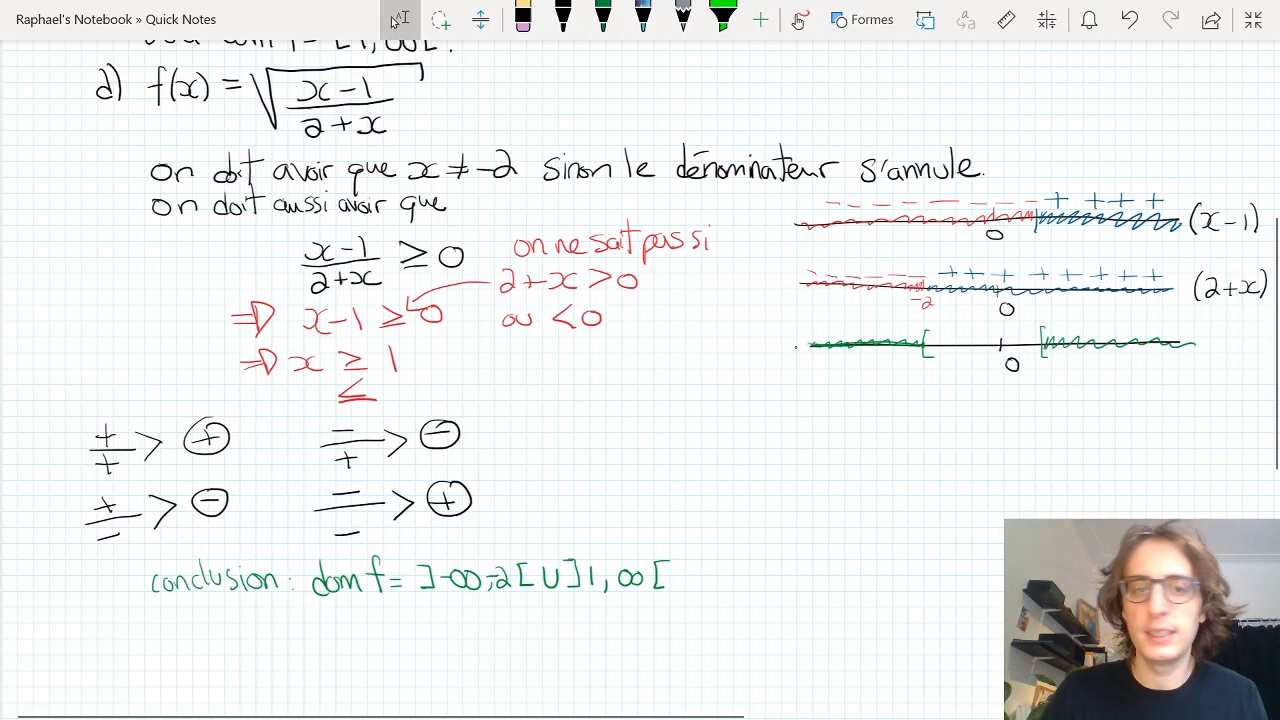 Raphael's Notebook » Quick Notes
Formes
= [1, ∞[.
d) f(x) = √((x-1)/(2+x))
on doit avoir que x ≠ -2 sinon le dénominateur s'annule.
on doit aussi avoir que
(x-1)/(2+x) ≥ 0
on ne sait pas si
2+x > 0
ou < 0
=> x-1 ≥ 0
=> x ≥ 1
≤
+/+ > + -/+ > -
+/- > - -/- > +
conclusion: dom f = ]-∞,-2[ U ]1, ∞[
- - - - - - - - + + + + (x-1)
0
- - - - - - - + + + + + + + (2+x)
-2 0
[ [
0